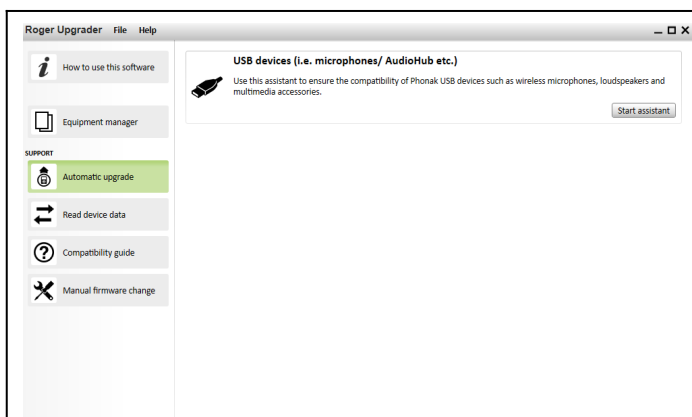 Roger Upgrader File Help
How to use this software
Equipment manager
SUPPORT
Automatic upgrade
Read device data
Compatibility guide
Manual firmware change
USB devices (i.e. microphones/ AudioHub etc.)
Use this assistant to ensure the compatibility of Phonak USB devices such as wireless microphones, loudspeakers and
multimedia accessories.
Start assistant